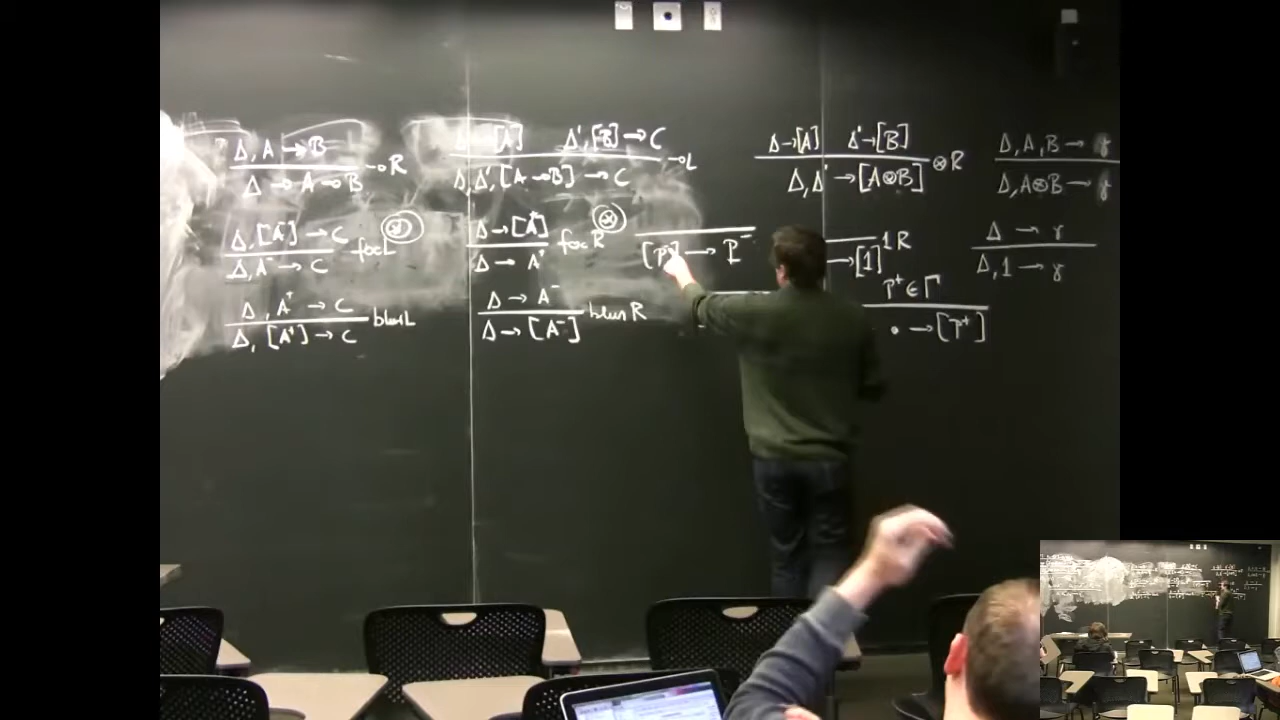 Δ, A → B
Δ → A ⊸ B ⊸R
Δ → [A] Δ', [B] → C
Δ, Δ', [A ⊸ B] → C ⊸L
Δ → [A] Δ' → [B]
Δ, Δ' → [A ⊗ B] ⊗R
Δ, A, B → γ
Δ, A ⊗ B → γ
Δ, [A⁻] → C
Δ, A⁻ → C focL
Δ → [A⁺]
Δ → A⁺ focR
[P⁻] → P⁻
→ [1] 1R
Δ → γ
Δ, 1 → γ
Δ, A⁺ → C
Δ, [A⁺] → C blurL
Δ → A⁻
Δ → [A⁻] blurR
P⁺ ∈ Γ
• → [P⁺]